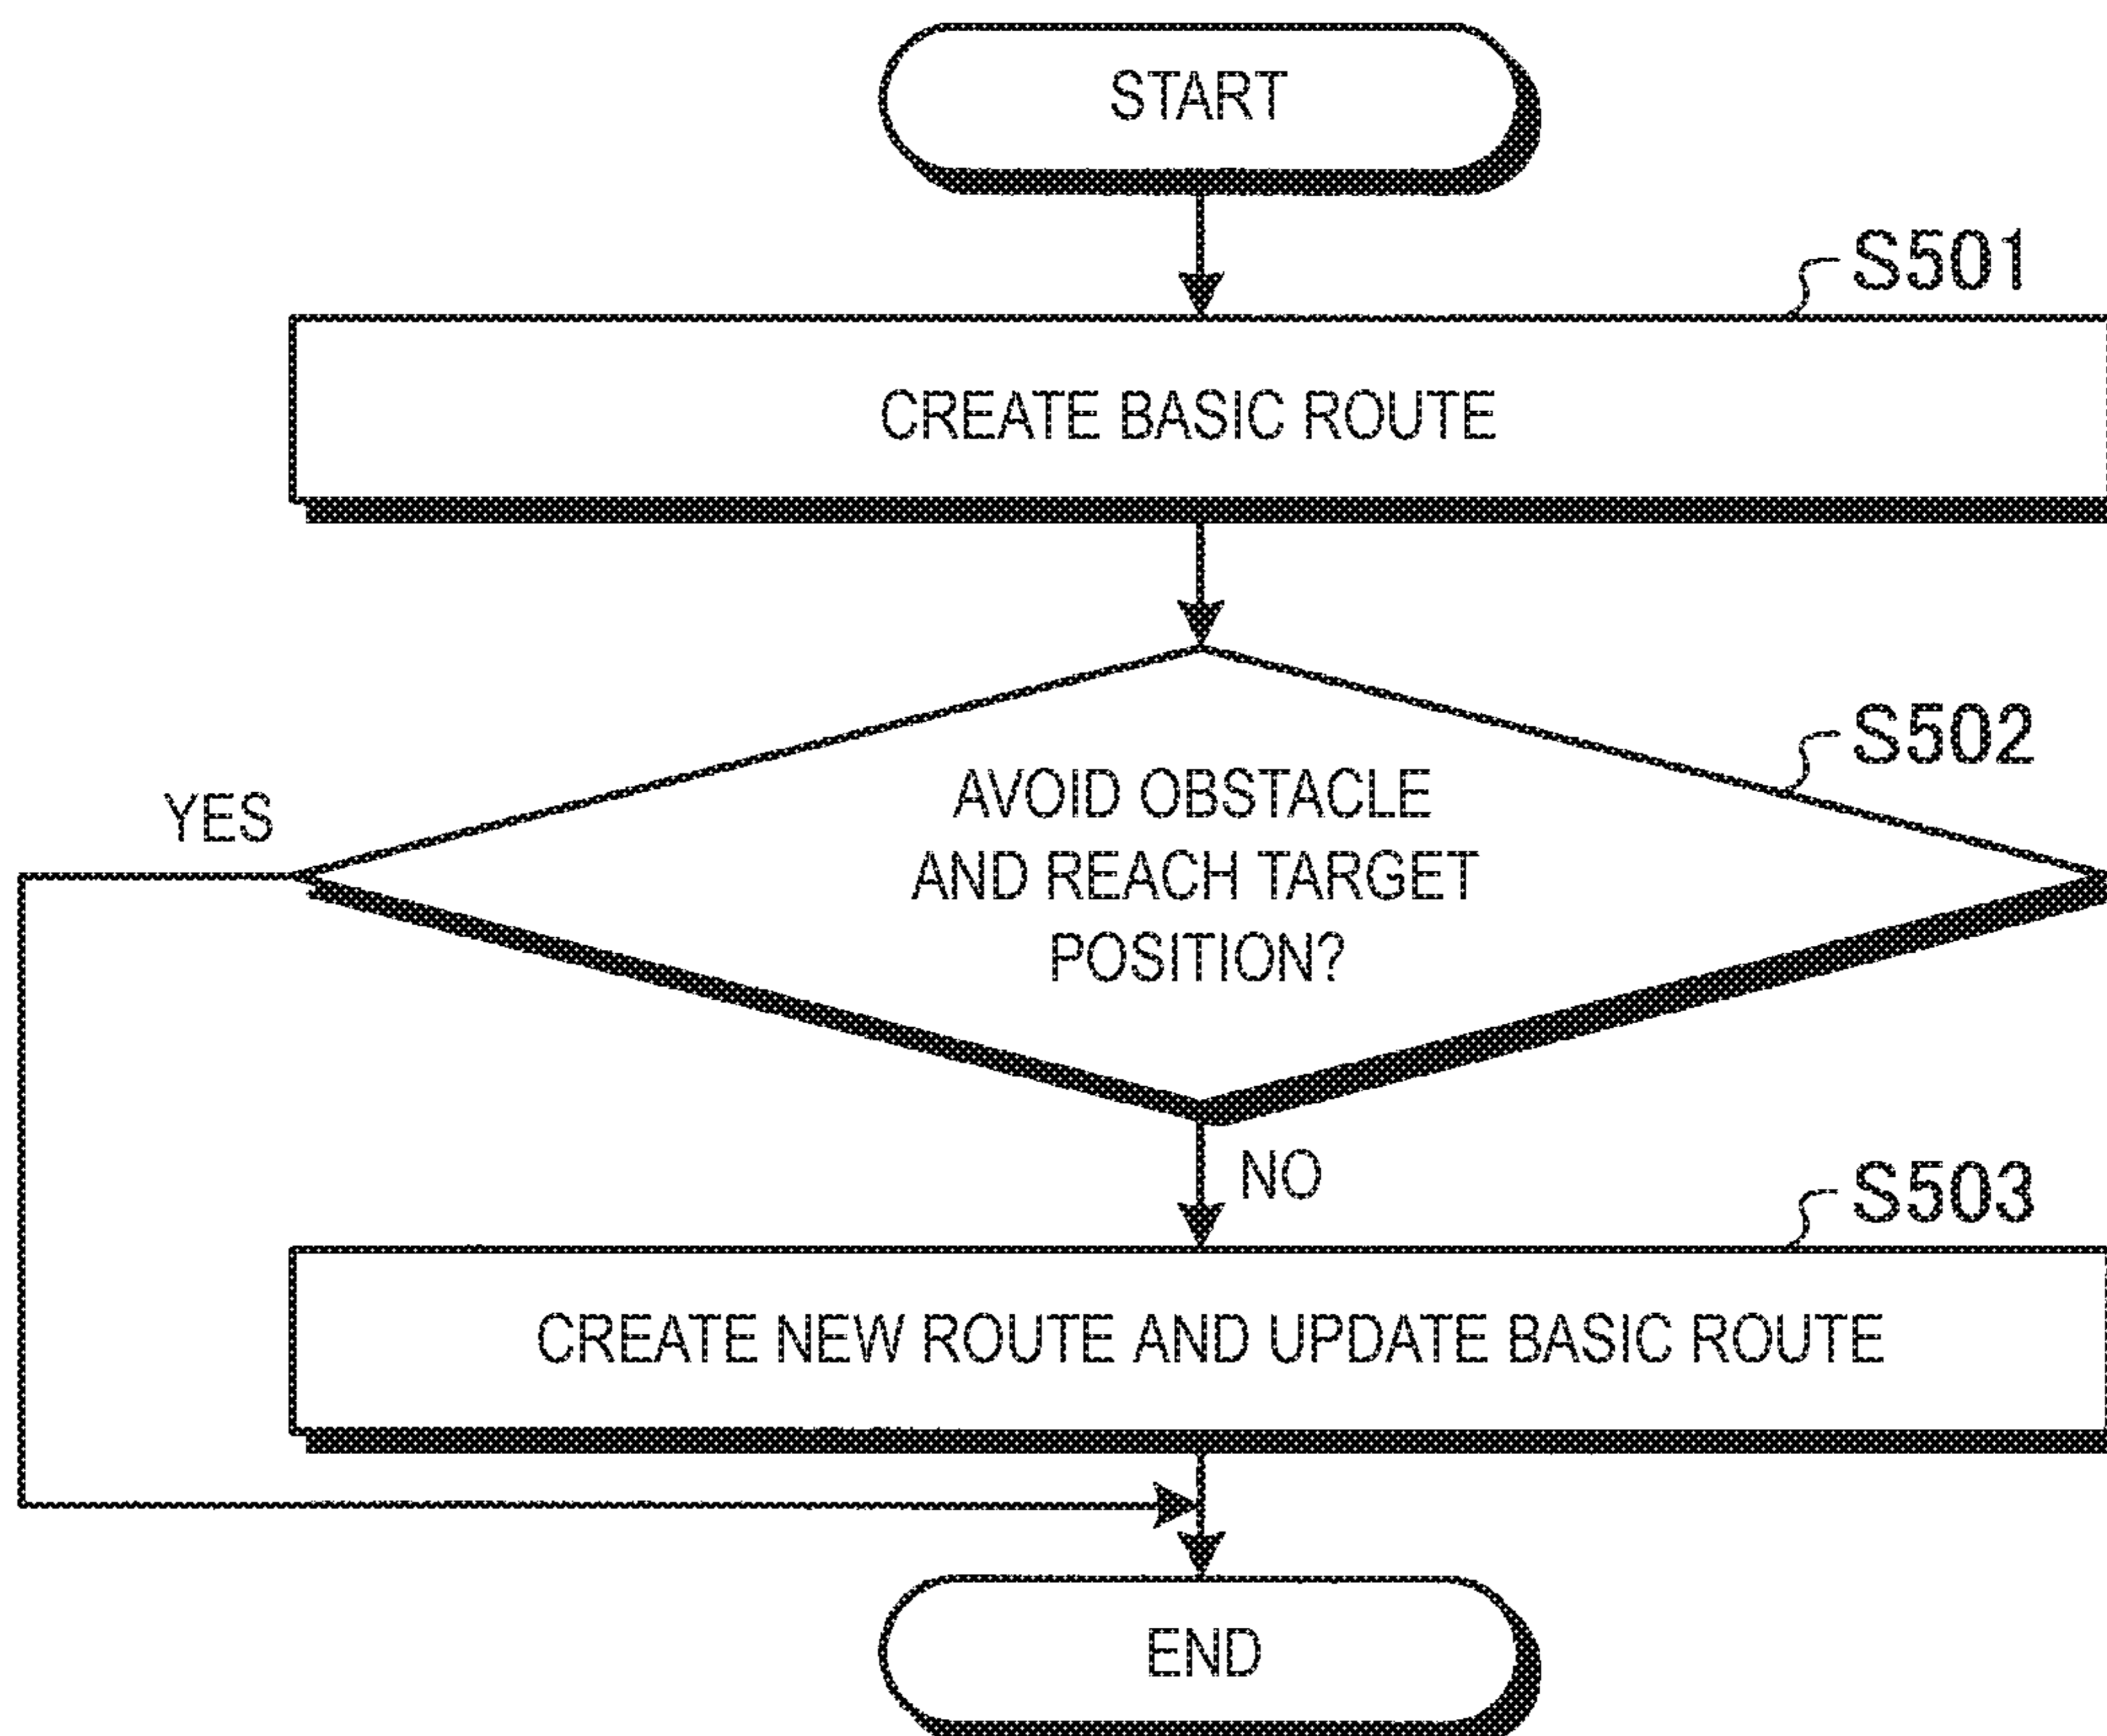 START
S501
CREATE BASIC ROUTE
S502
YES
AVOID OBSTACLE
AND REACH TARGET
POSITION?
NO
S503
CREATE NEW ROUTE AND UPDATE BASIC ROUTE
END